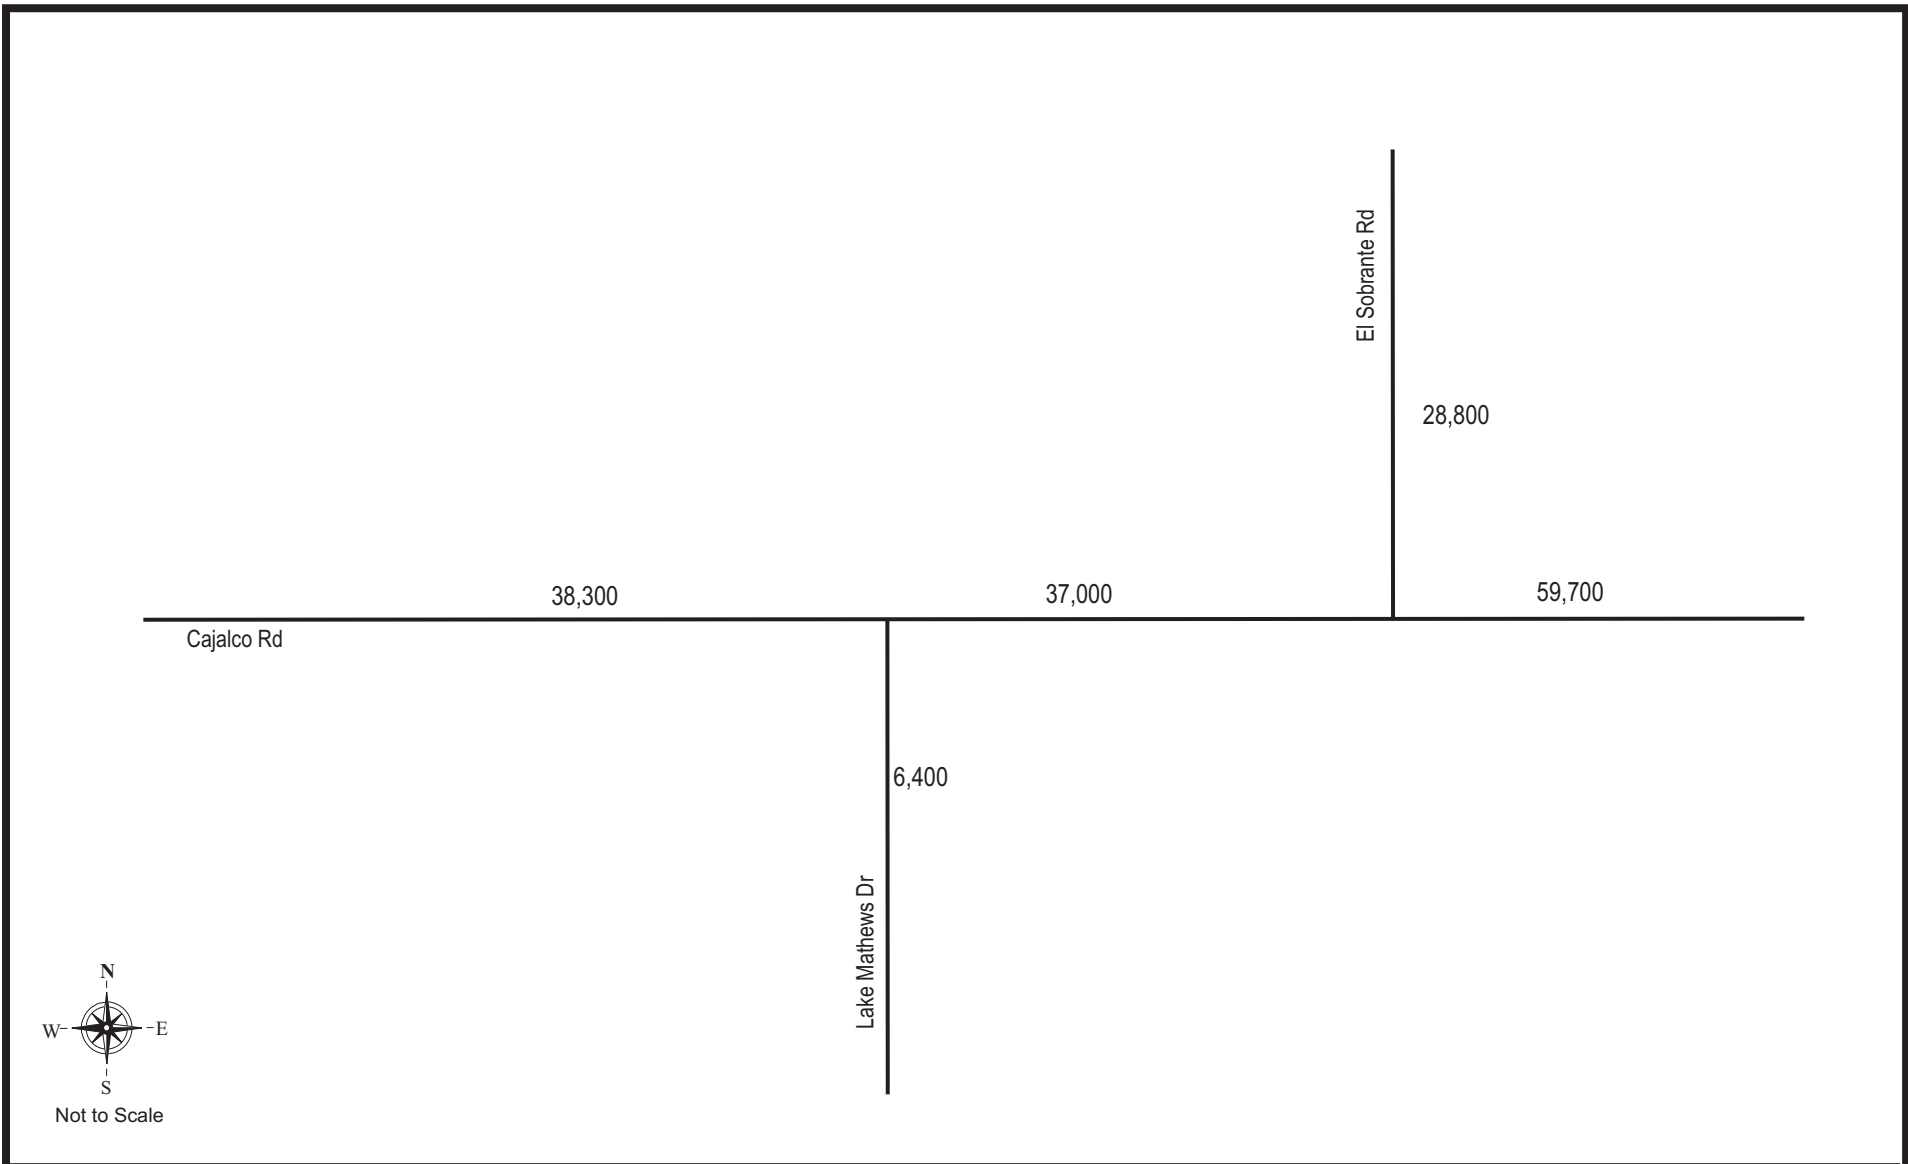 El Sobrante Rd
28,800
38,300
37,000
59,700
Cajalco Rd
6,400
Lake Mathews Dr
N
W
E
S
Not to Scale